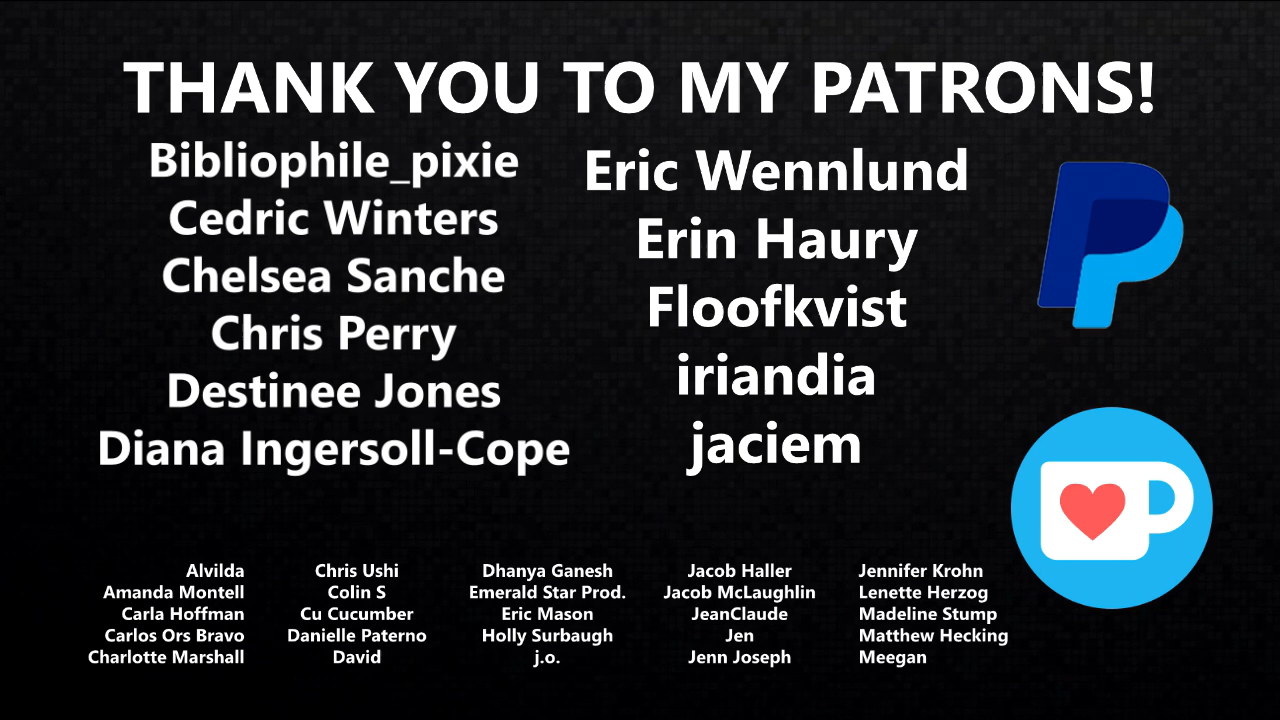 THANK YOU TO MY PATRONS!
Bibliophile_pixie
Cedric Winters
Chelsea Sanche
Chris Perry
Destinee Jones
Diana Ingersoll-Cope
Eric Wennlund
Erin Haury
Floofkvist
iriandia
jaciem
Alvilda
Amanda Montell
Carla Hoffman
Carlos Ors Bravo
Charlotte Marshall
Chris Ushi
Colin S
Cu Cucumber
Danielle Paterno
David
Dhanya Ganesh
Emerald Star Prod.
Eric Mason
Holly Surbaugh
j.o.
Jacob Haller
Jacob McLaughlin
JeanClaude
Jen
Jenn Joseph
Jennifer Krohn
Lenette Herzog
Madeline Stump
Matthew Hecking
Meegan